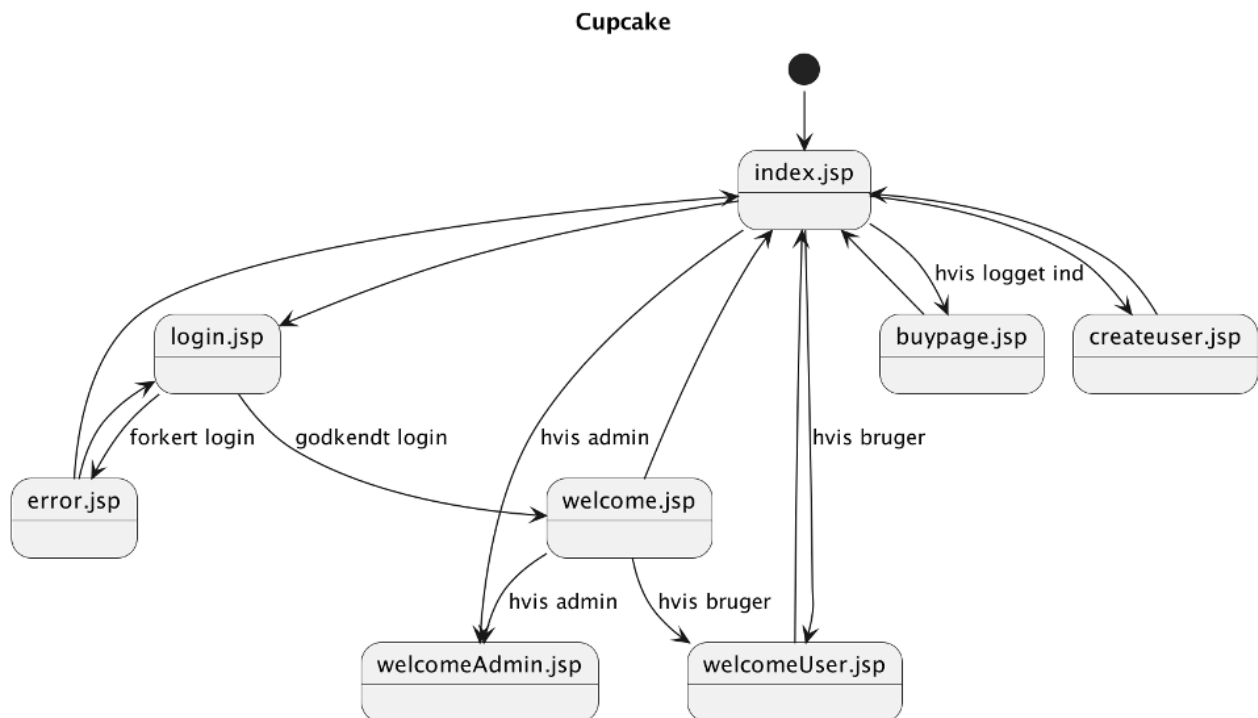 Cupcake
index.jsp
hvis logget ind
login.jsp
buypage.jsp
createuser.jsp
forkert login
godkendt login
hvis admin
hvis bruger
error.jsp
welcome.jsp
hvis admin
hvis bruger
welcomeAdmin.jsp
welcomeUser.jsp